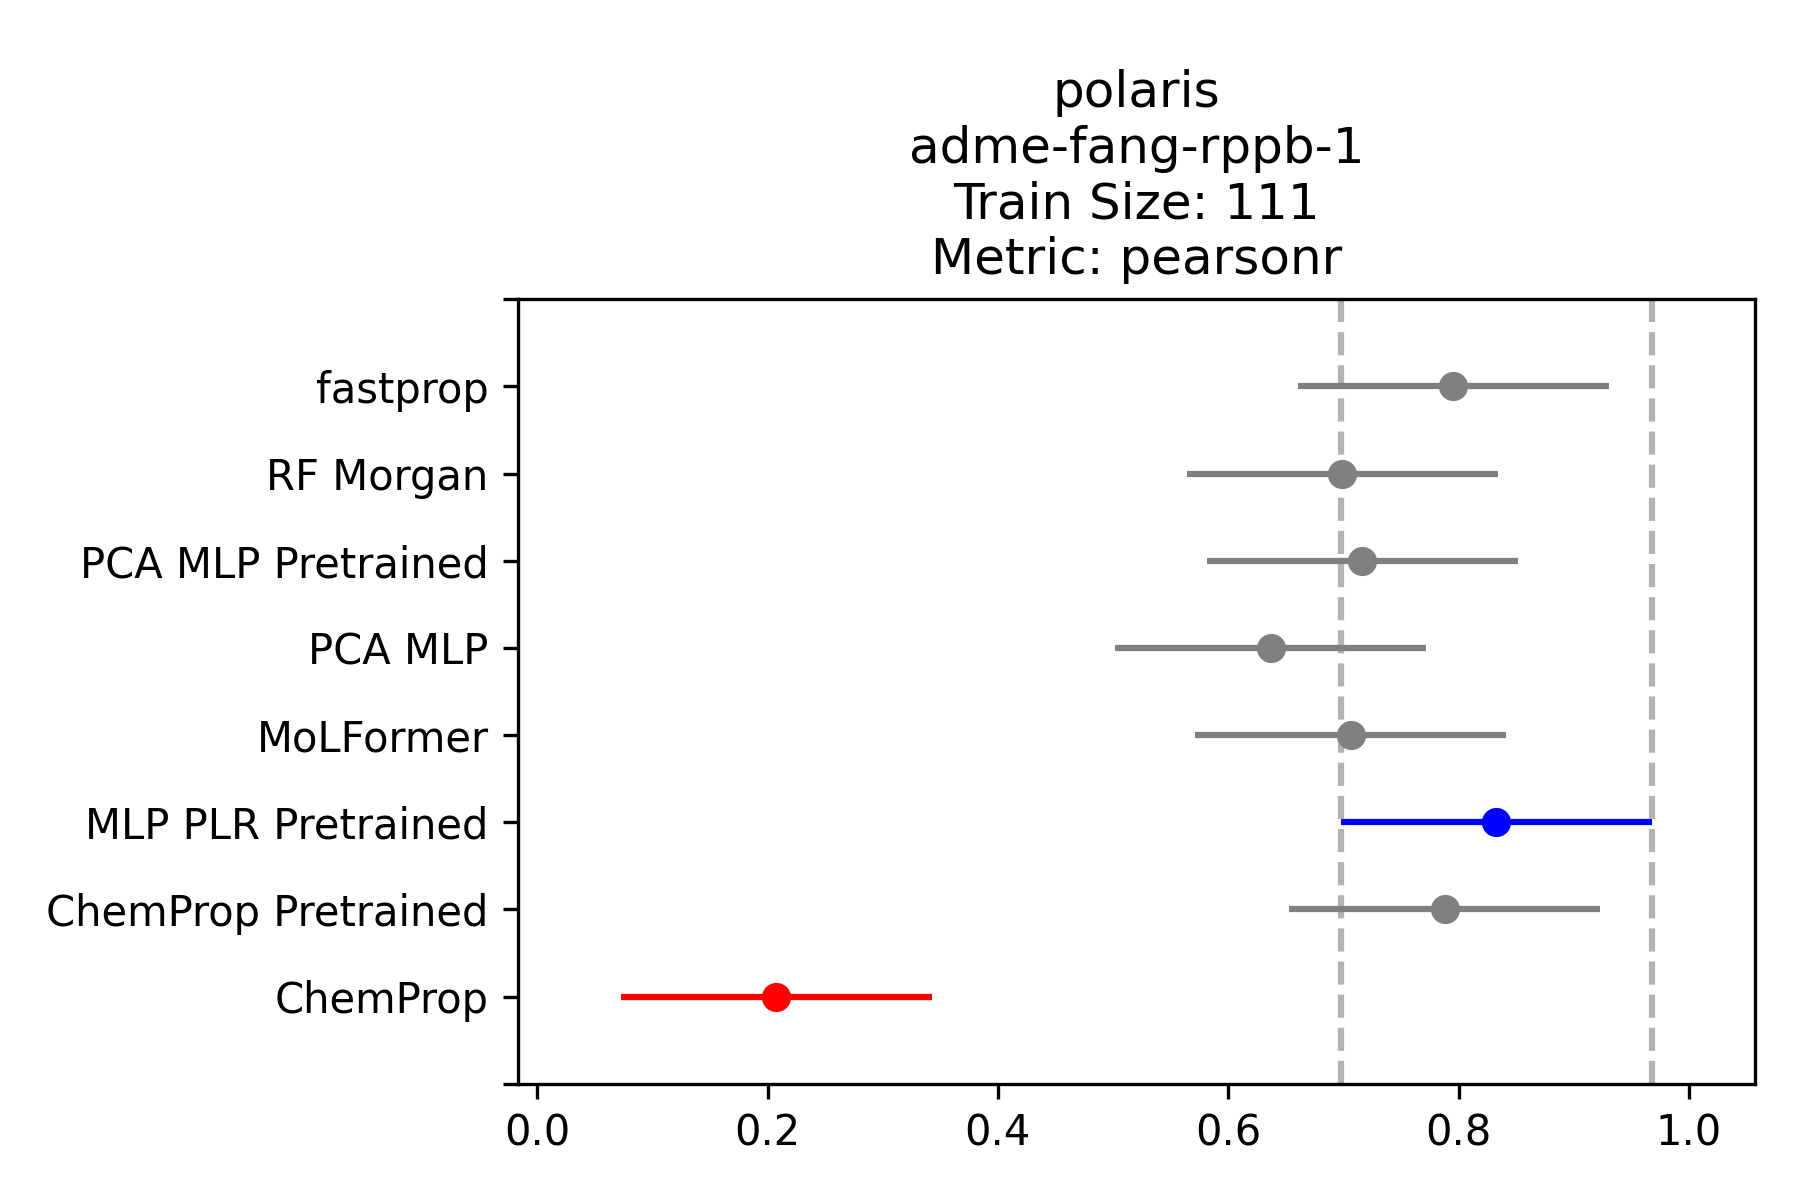 polaris
adme-fang-rppb-1
Train Size: 111
Metric: pearsonr
fastprop
RF Morgan
PCA MLP Pretrained
PCA MLP
MoLFormer
MLP PLR Pretrained
ChemProp Pretrained
ChemProp
0.0 0.2 0.4 0.6 0.8 1.0